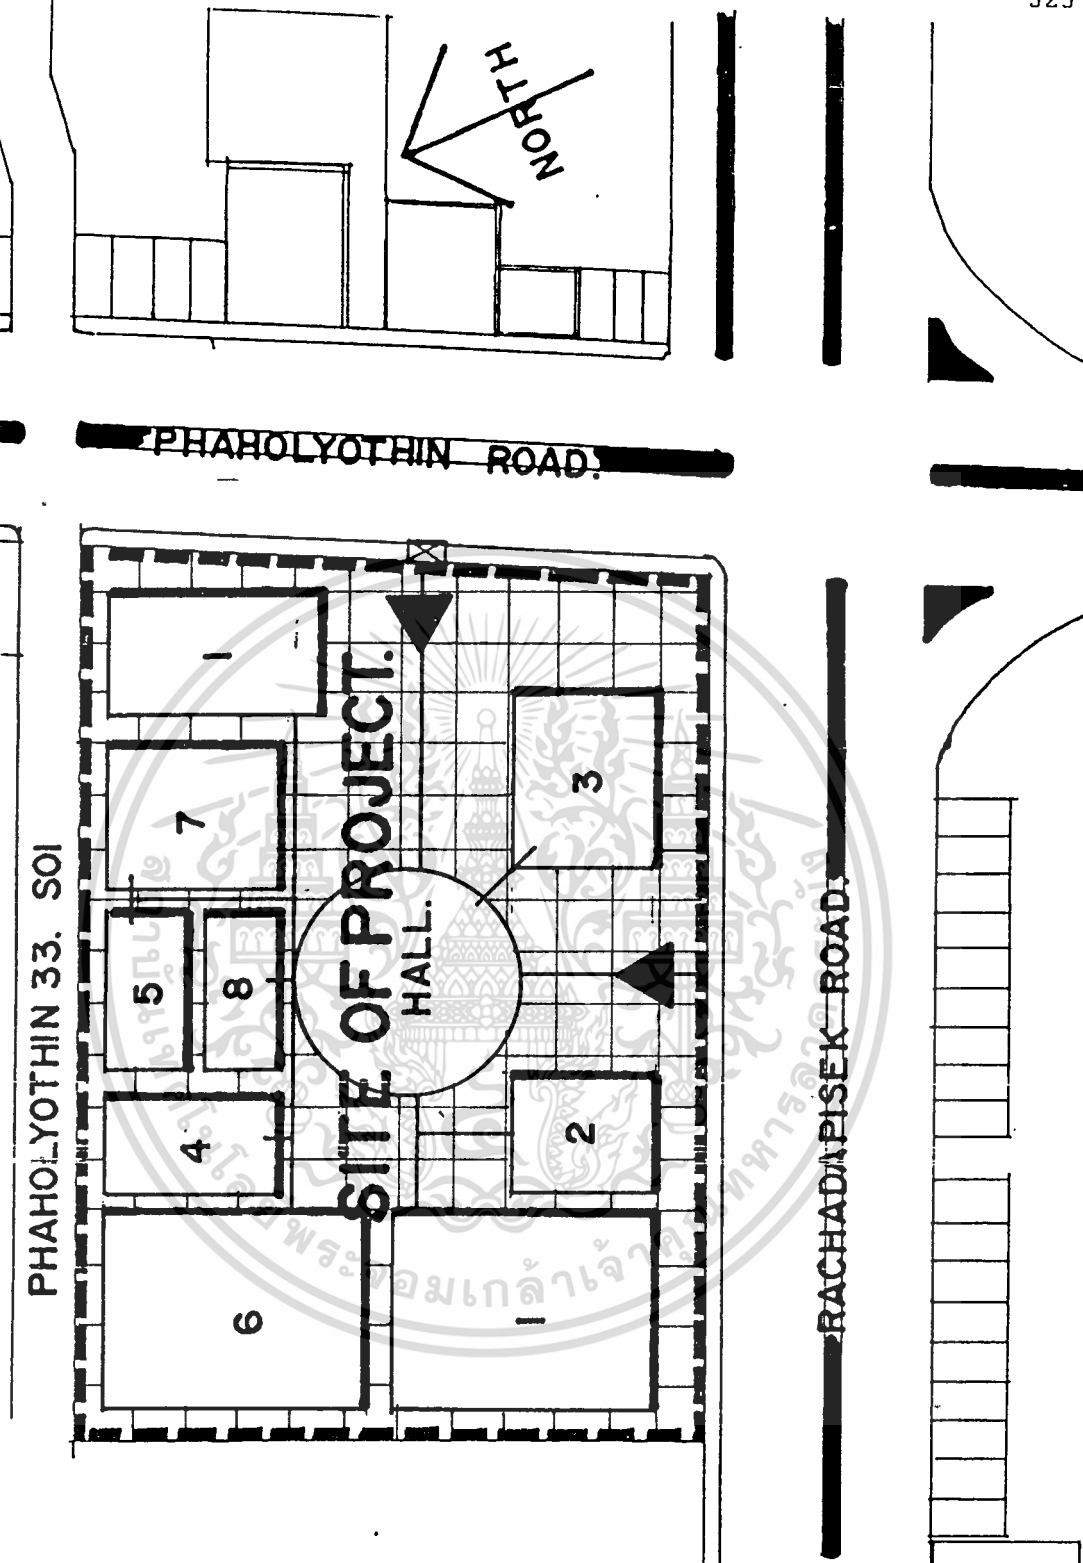 NORTH
PHAHOLYOTHIN ROAD.
PHAHOLYOTHIN 33. SOI
SITE OF PROJECT.
HALL.
RACHADAPISEK ROAD.
1
7
3
5
8
4
2
6
1